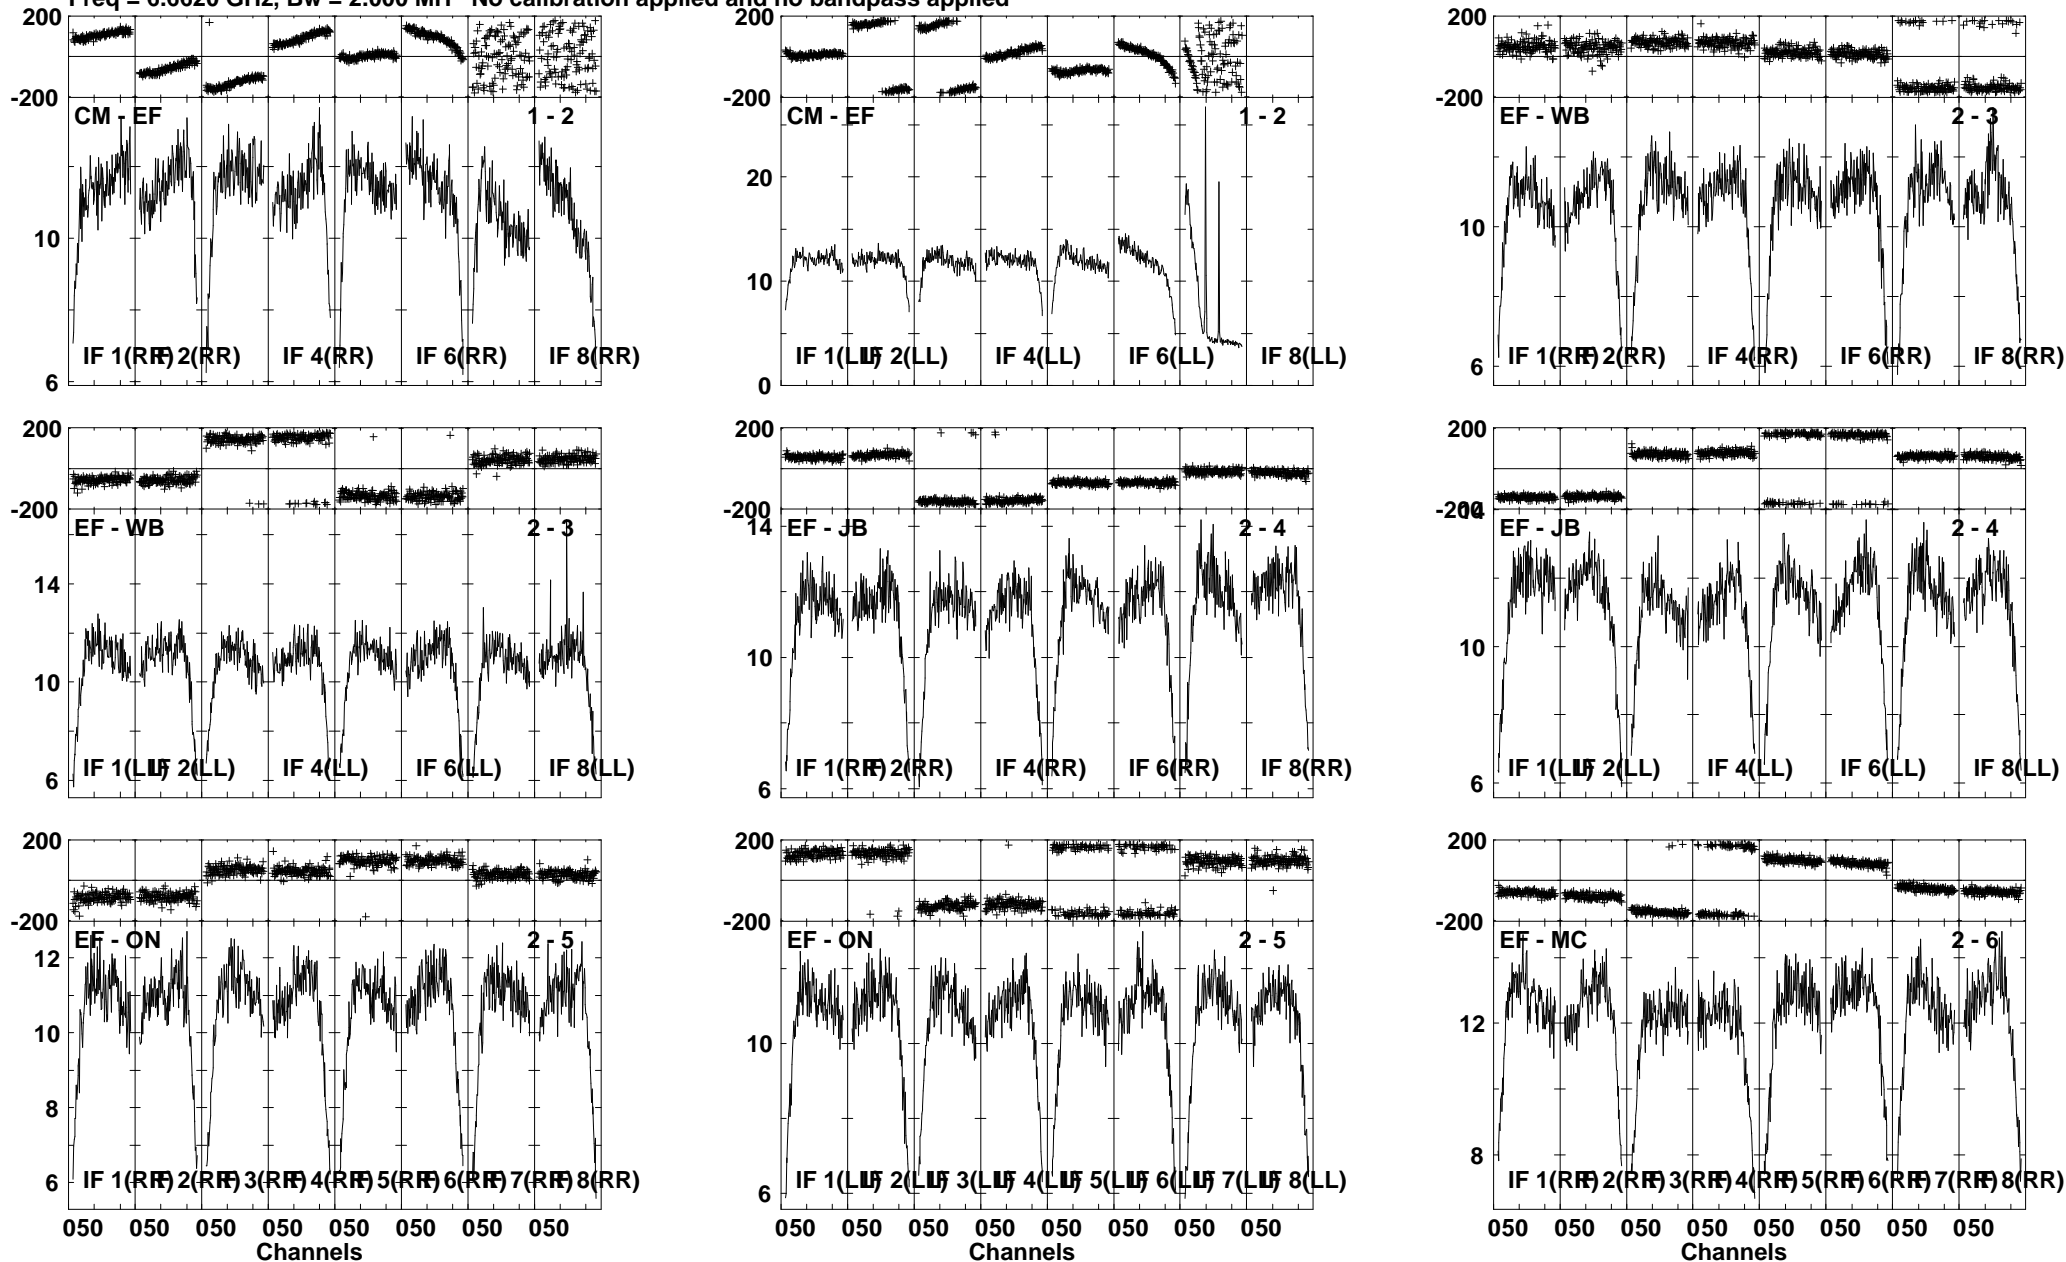 Freq = 6.6620 GHz, Bw = 2.000 MH No calibration applied and no bandpass applied
200
-200
CM - EF
1 - 2
10
6
IF 1(RR)
IF 2(RR)
IF 4(RR)
IF 6(RR)
IF 8(RR)
CM - EF
1 - 2
20
10
0
IF 1(LL)
IF 2(LL)
IF 4(LL)
IF 6(LL)
IF 8(LL)
200
-200
EF - WB
2 - 3
10
6
IF 1(RR)
IF 2(RR)
IF 4(RR)
IF 6(RR)
IF 8(RR)
200
-200
EF - WB
2 - 3
14
10
6
IF 1(LL)
IF 2(LL)
IF 4(LL)
IF 6(LL)
IF 8(LL)
200
-200
14
EF - JB
2 - 4
10
6
IF 1(RR)
IF 2(RR)
IF 4(RR)
IF 6(RR)
IF 8(RR)
200
-200
14
EF - JB
2 - 4
10
6
IF 1(LL)
IF 2(LL)
IF 4(LL)
IF 6(LL)
IF 8(LL)
200
-200
EF - ON
2 - 5
12
10
8
6
IF 1(RR)
IF 2(RR)
IF 3(RR)
IF 4(RR)
IF 5(RR)
IF 6(RR)
IF 7(RR)
IF 8(RR)
050 050 050 050 050 050 050 050
Channels
200
-200
EF - ON
2 - 5
10
6
IF 1(LL)
IF 2(LL)
IF 3(LL)
IF 4(LL)
IF 5(LL)
IF 6(LL)
IF 7(LL)
IF 8(LL)
050 050 050 050 050 050 050 050
Channels
200
-200
EF - MC
2 - 6
12
8
IF 1(RR)
IF 2(RR)
IF 3(RR)
IF 4(RR)
IF 5(RR)
IF 6(RR)
IF 7(RR)
IF 8(RR)
050 050 050 050 050 050 050 050
Channels